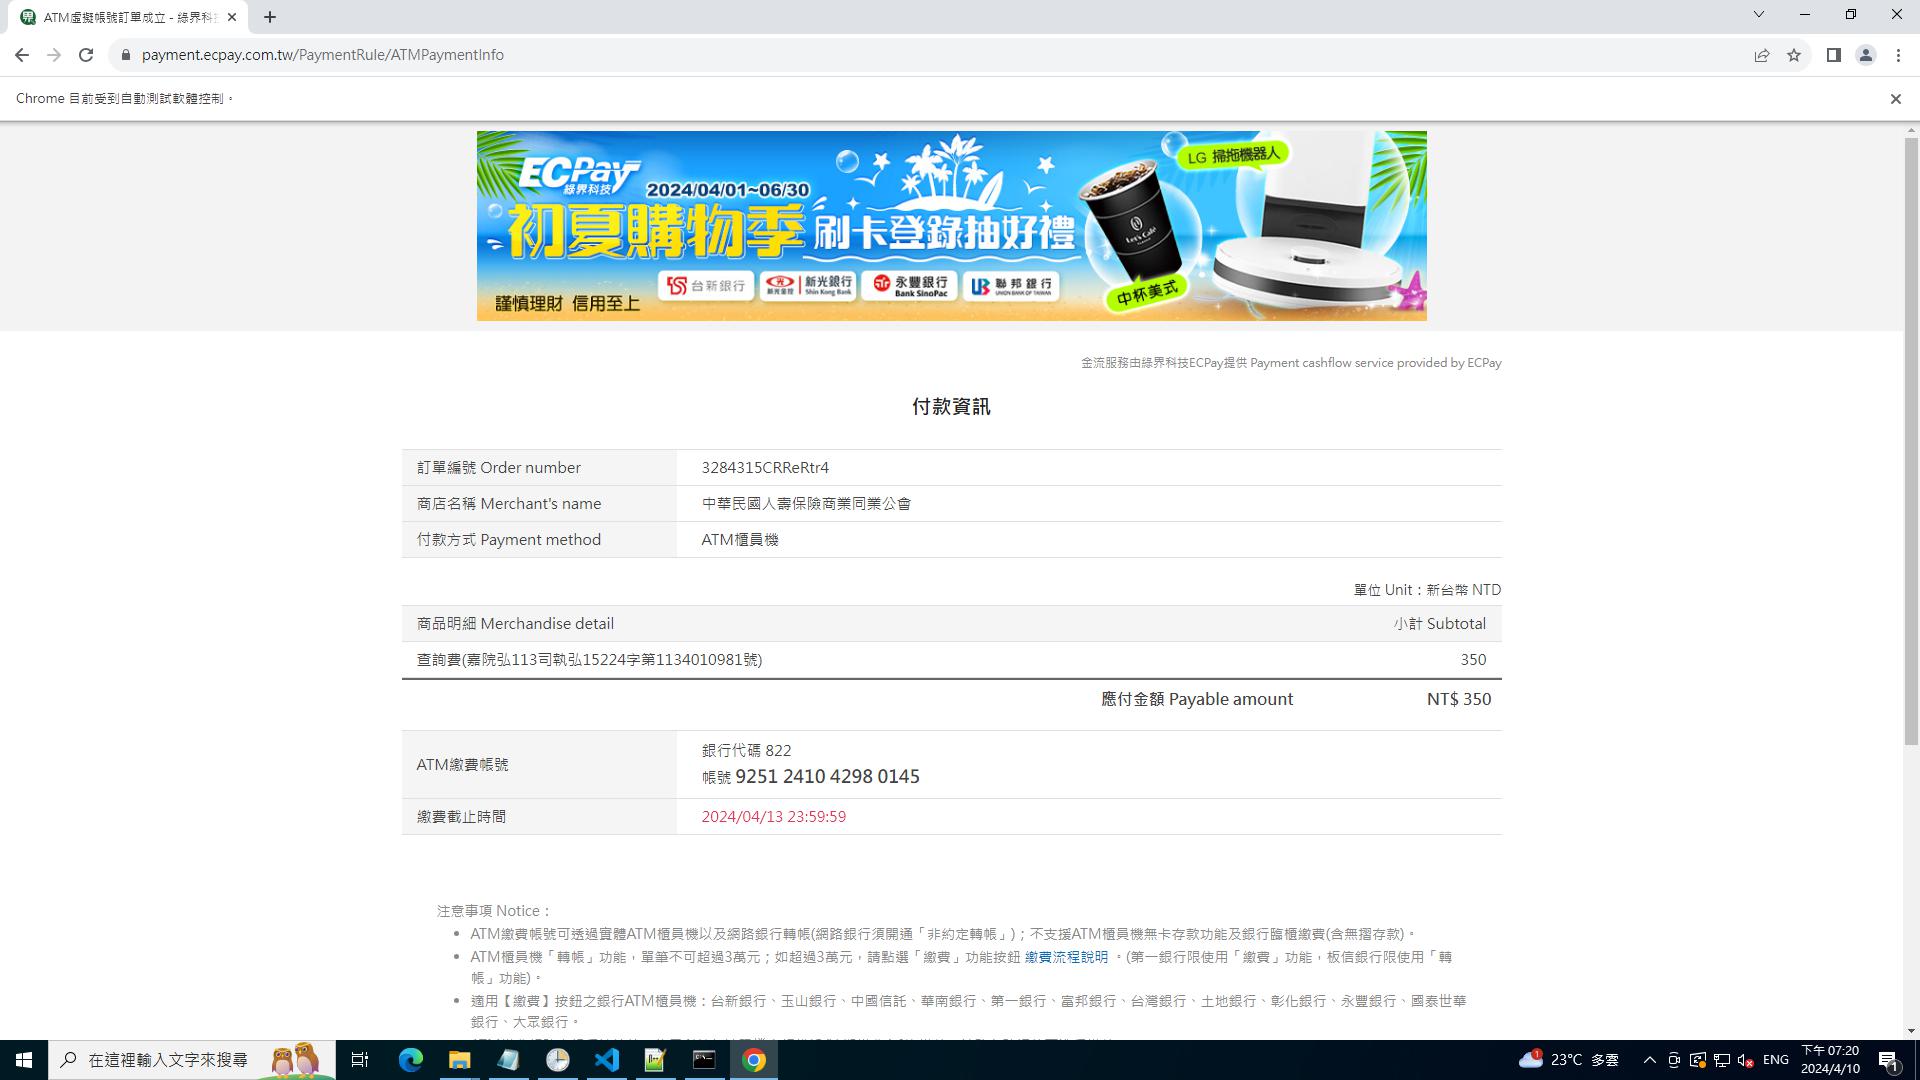 ATM虛擬帳號訂單成立 - 綠界科
payment.ecpay.com.tw/PaymentRule/ATMPaymentInfo
Chrome 目前受到自動測試軟體控制。
ECPay
綠界科技
2024/04/01~06/30
初夏購物季 刷卡登錄抽好禮
LG 掃拖機器人
Let's Café
中杯美式
台新銀行
新光金控 新光銀行 Shin Kong Bank
永豐銀行 Bank SinoPac
聯邦銀行 UNION BANK OF TAIWAN
謹慎理財 信用至上
金流服務由綠界科技ECPay提供 Payment cashflow service provided by ECPay
付款資訊
訂單編號 Order number 3284315CRReRtr4
商店名稱 Merchant's name 中華民國人壽保險商業同業公會
付款方式 Payment method ATM櫃員機
單位 Unit：新台幣 NTD
商品明細 Merchandise detail 小計 Subtotal
查詢費(嘉院弘113司執弘15224字第1134010981號) 350
應付金額 Payable amount NT$ 350
ATM繳費帳號
銀行代碼 822
帳號 9251 2410 4298 0145
繳費截止時間 2024/04/13 23:59:59
注意事項 Notice：
ATM繳費帳號可透過實體ATM櫃員機以及網路銀行轉帳(網路銀行須開通「非約定轉帳」)；不支援ATM櫃員機無卡存款功能及銀行臨櫃繳費(含無摺存款)。
ATM櫃員機「轉帳」功能，單筆不可超過3萬元；如超過3萬元，請點選「繳費」功能按鈕 繳費流程說明 。(第一銀行限使用「繳費」功能，板信銀行限使用「轉
帳」功能)。
適用【繳費】按鈕之銀行ATM櫃員機：台新銀行、玉山銀行、中國信託、華南銀行、第一銀行、富邦銀行、台灣銀行、土地銀行、彰化銀行、永豐銀行、國泰世華
銀行、大眾銀行。
在這裡輸入文字來搜尋
23°C 多雲
ENG
下午 07:20
2024/4/10